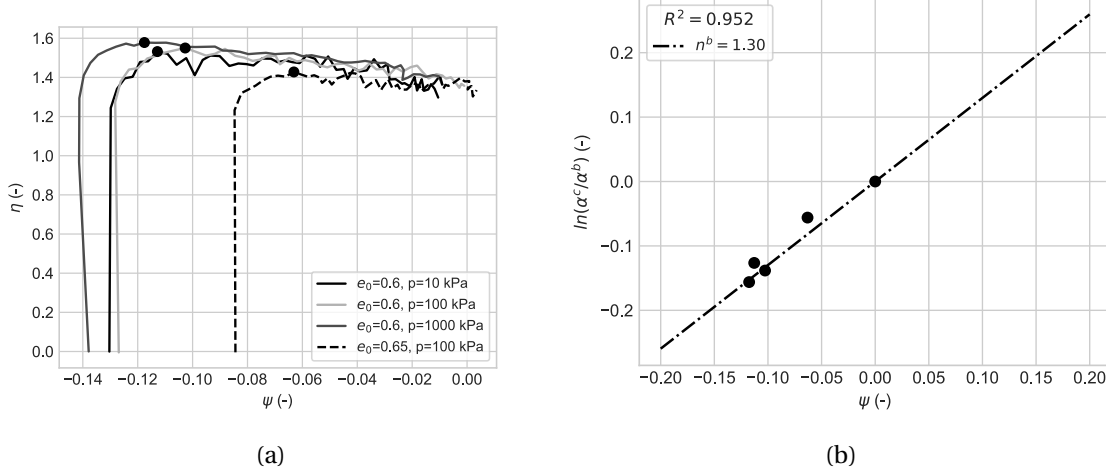 1.6
1.4
1.2
1.0
0.8
0.6
0.4
0.2
0.0
η (-)
e₀=0.6, p=10 kPa
e₀=0.6, p=100 kPa
e₀=0.6, p=1000 kPa
e₀=0.65, p=100 kPa
−0.14 −0.12 −0.10 −0.08 −0.06 −0.04 −0.02 0.00
ψ (-)
(a)
R² = 0.952
nᵇ = 1.30
0.2
0.1
0.0
−0.1
−0.2
ln(αᶜ/αᵇ) (-)
−0.20 −0.15 −0.10 −0.05 0.00 0.05 0.10 0.15 0.20
ψ (-)
(b)